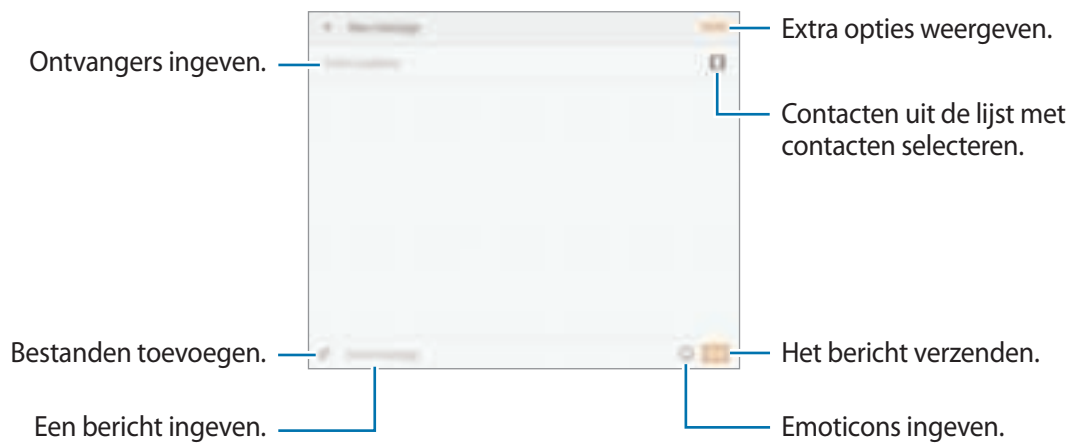 Extra opties weergeven.
Ontvangers ingeven.
Contacten uit de lijst met
contacten selecteren.
Bestanden toevoegen.
Het bericht verzenden.
Een bericht ingeven.
Emoticons ingeven.